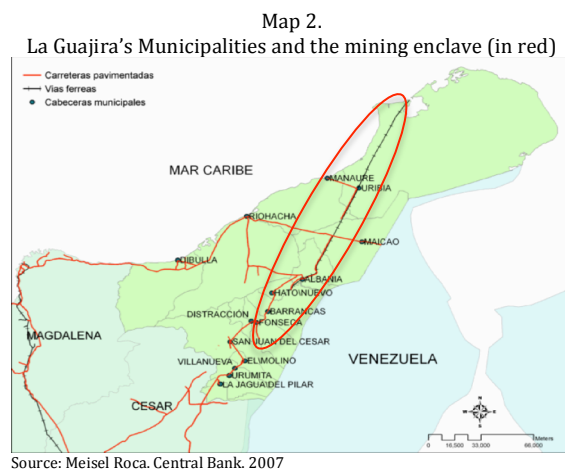 Map 2.
La Guajira's Municipalities and the mining enclave (in red)
Carreteras pavimentadas
Vias ferreas
Cabeceras municipales
MAR CARIBE
MANAURE
URIBIA
RIOHACHA
MAICAO
DIBULLA
ALBANIA
HATONUEVO
BARRANCAS
DISTRACCIÓN
FONSECA
MAGDALENA
SAN JUAN DEL CESAR
VILLANUEVA
EL MOLINO
VENEZUELA
URUMITA
LA JAGUA DEL PILAR
CESAR
N
W E
S
Meters
0 16,500 33,000 66,000
Source: Meisel Roca. Central Bank. 2007